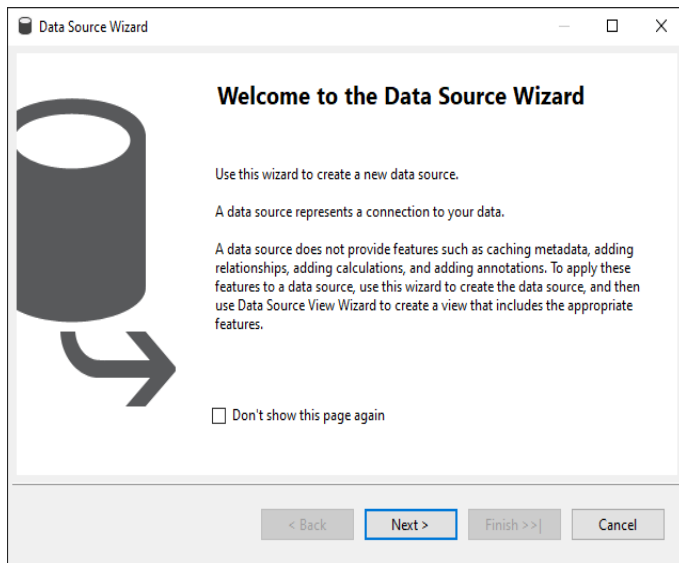 Data Source Wizard
Welcome to the Data Source Wizard
Use this wizard to create a new data source.
A data source represents a connection to your data.
A data source does not provide features such as caching metadata, adding
relationships, adding calculations, and adding annotations. To apply these
features to a data source, use this wizard to create the data source, and then
use Data Source View Wizard to create a view that includes the appropriate
features.
Don't show this page again
< Back Next > Finish >>| Cancel